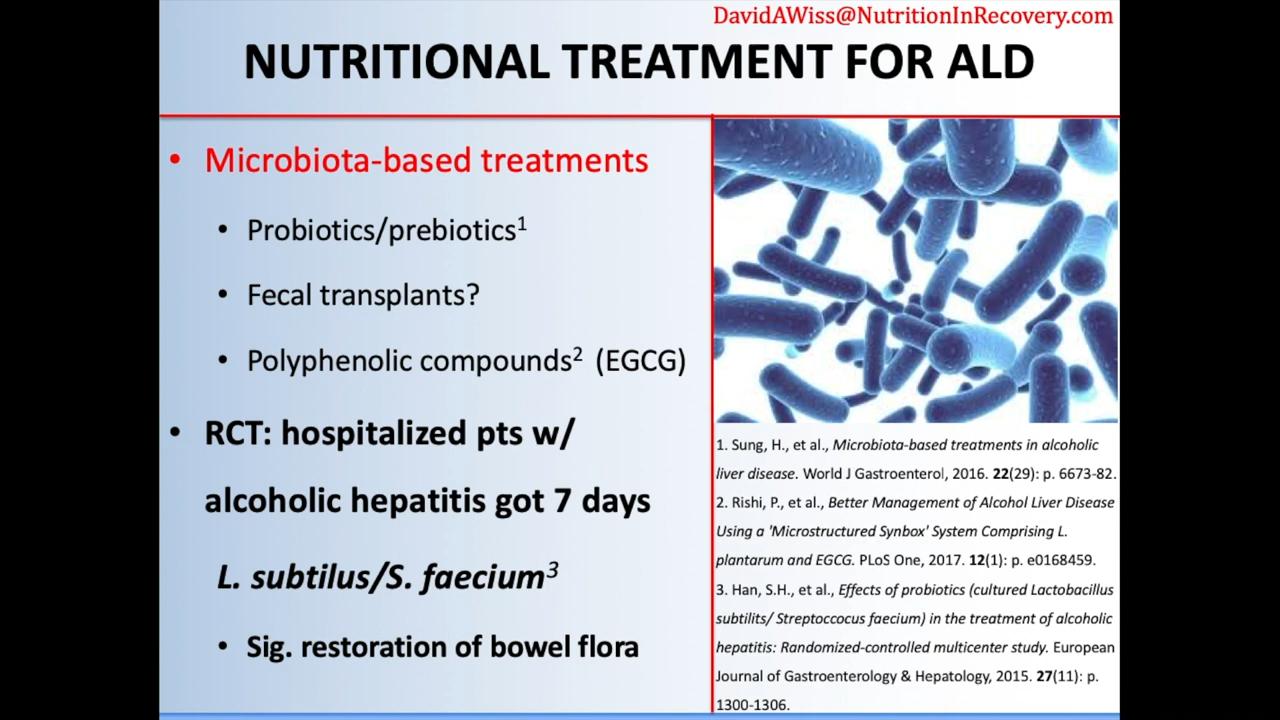 DavidAWiss@NutritionInRecovery.com
NUTRITIONAL TREATMENT FOR ALD
• Microbiota-based treatments
• Probiotics/prebiotics1
• Fecal transplants?
• Polyphenolic compounds2 (EGCG)
• RCT: hospitalized pts w/
alcoholic hepatitis got 7 days
L. subtilus/S. faecium3
• Sig. restoration of bowel flora
1. Sung, H., et al., Microbiota-based treatments in alcoholic
liver disease. World J Gastroenterol, 2016. 22(29): p. 6673-82.
2. Rishi, P., et al., Better Management of Alcohol Liver Disease
Using a 'Microstructured Synbox' System Comprising L.
plantarum and EGCG. PLoS One, 2017. 12(1): p. e0168459.
3. Han, S.H., et al., Effects of probiotics (cultured Lactobacillus
subtilits/ Streptoccocus faecium) in the treatment of alcoholic
hepatitis: Randomized-controlled multicenter study. European
Journal of Gastroenterology & Hepatology, 2015. 27(11): p.
1300-1306.